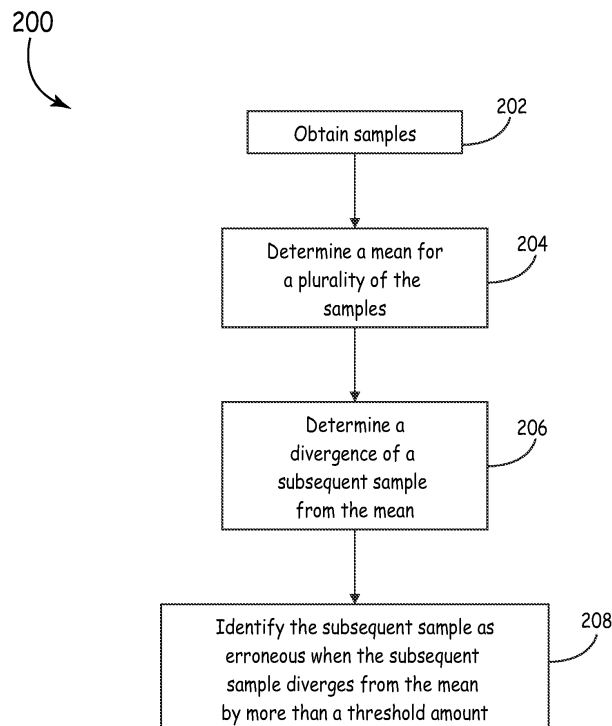 200
202
Obtain samples
204
Determine a mean for
a plurality of the
samples
206
Determine a
divergence of a
subsequent sample
from the mean
208
Identify the subsequent sample as
erroneous when the subsequent
sample diverges from the mean
by more than a threshold amount